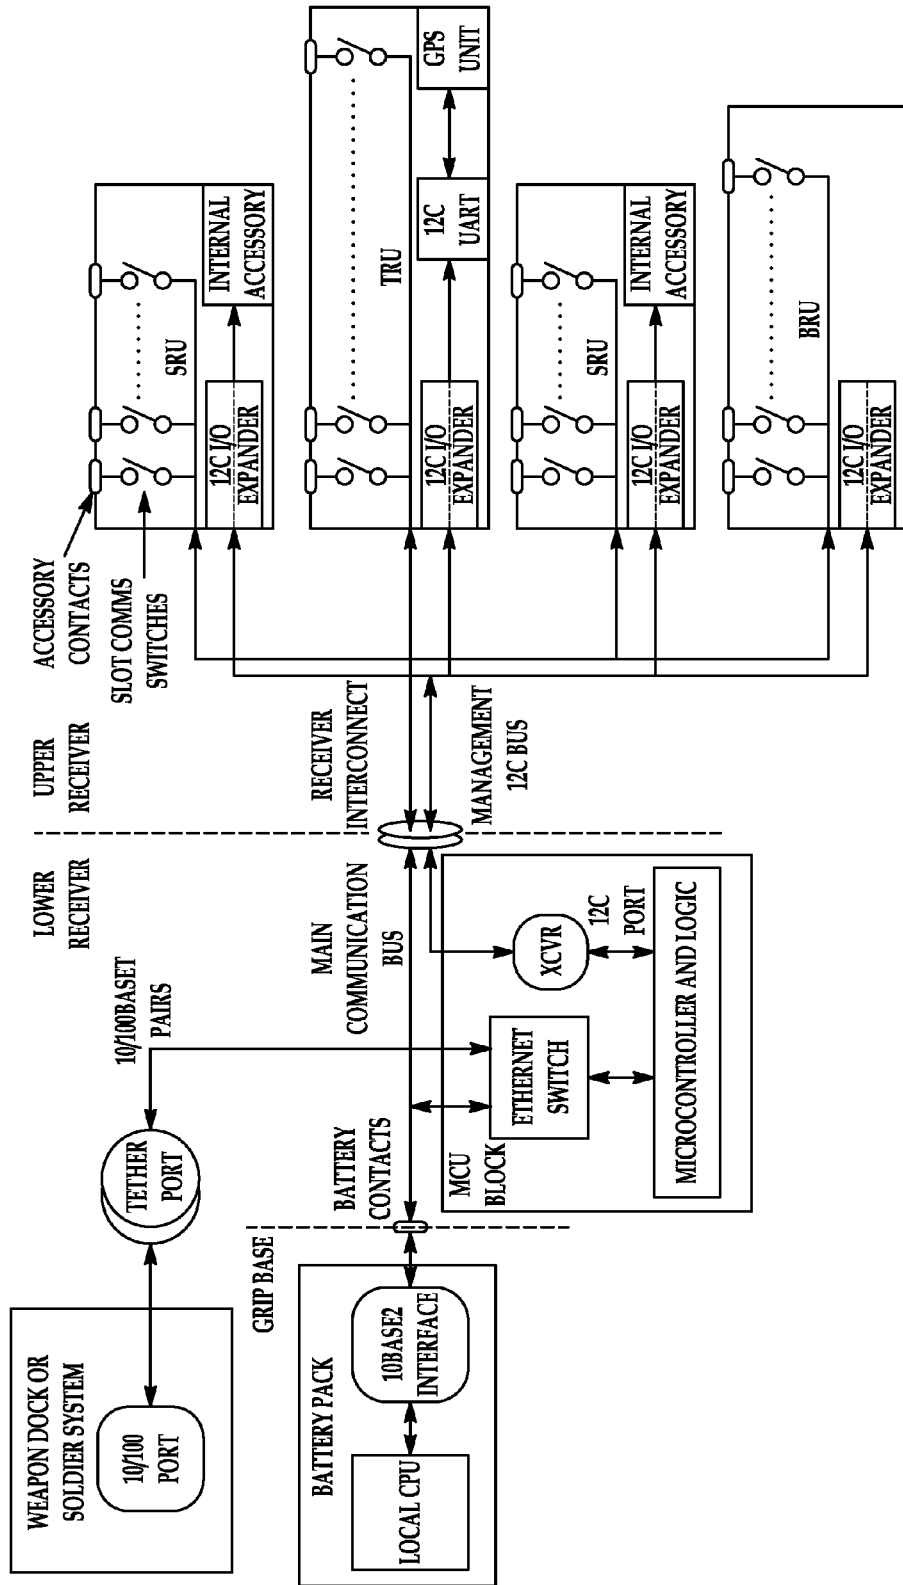 WEAPON DOCK OR
SOLDIER SYSTEM
10/100
PORT
TETHER
PORT
10/100BASET
PAIRS
LOWER
RECEIVER
UPPER
RECEIVER
ACCESSORY
CONTACTS
SLOT COMMS
SWITCHES
SRU
12C I/O
EXPANDER
INTERNAL
ACCESSORY
GRIP BASE
BATTERY PACK
LOCAL CPU
10BASE2
INTERFACE
BATTERY
CONTACTS
MAIN
COMMUNICATION
BUS
RECEIVER
INTERCONNECT
MANAGEMENT
12C BUS
TRU
12C I/O
EXPANDER
12C
UART
GPS
UNIT
MCU
BLOCK
ETHERNET
SWITCH
XCVR
12C
PORT
MICROCONTROLLER AND LOGIC
SRU
12C I/O
EXPANDER
INTERNAL
ACCESSORY
BRU
12C I/O
EXPANDER